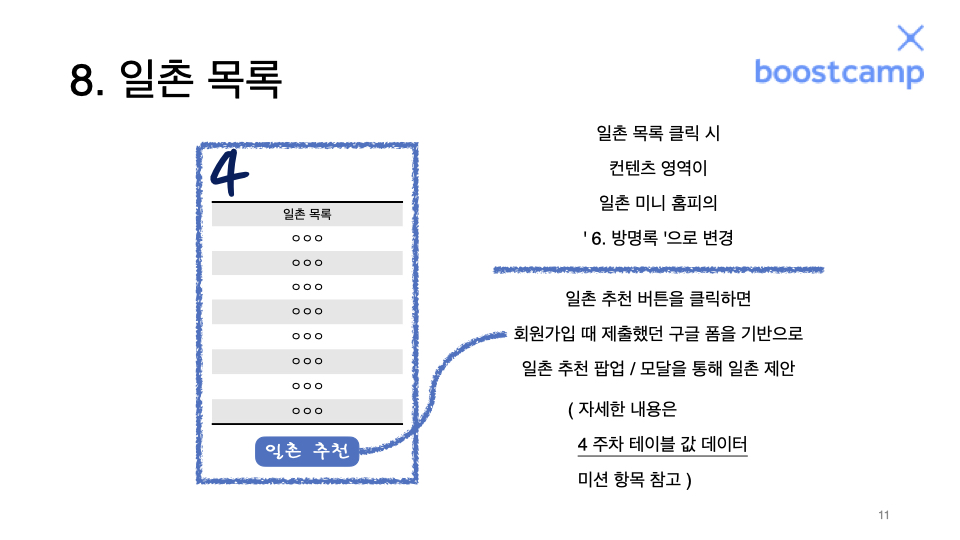 8. 일촌 목록
boostcamp
4
일촌 목록
ㅇㅇㅇ
ㅇㅇㅇ
ㅇㅇㅇ
ㅇㅇㅇ
ㅇㅇㅇ
ㅇㅇㅇ
ㅇㅇㅇ
ㅇㅇㅇ
일촌 추천
일촌 목록 클릭 시
컨텐츠 영역이
일촌 미니 홈피의
' 6. 방명록 '으로 변경
일촌 추천 버튼을 클릭하면
회원가입 때 제출했던 구글 폼을 기반으로
일촌 추천 팝업 / 모달을 통해 일촌 제안
( 자세한 내용은
4 주차 테이블 값 데이터
미션 항목 참고 )
11